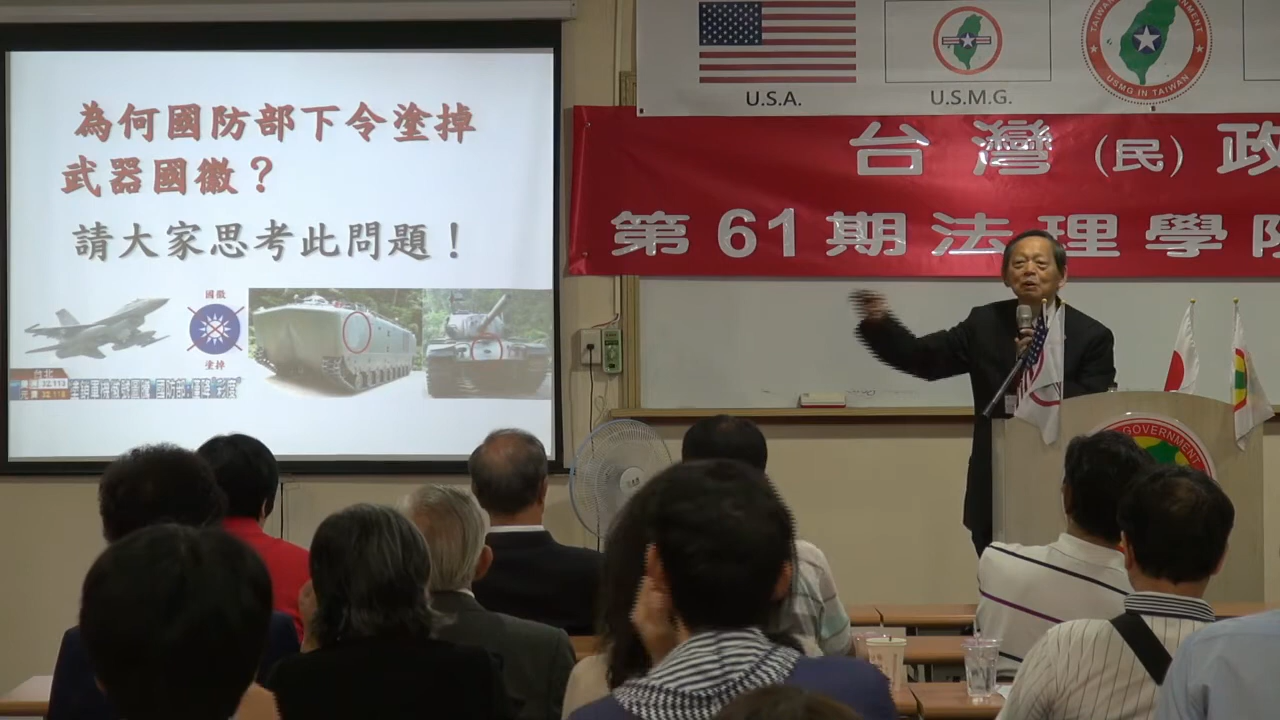 為何國防部下令塗掉
武器國徽？
請大家思考此問題！
國徽
塗掉
台北
U.S.A.
U.S.M.G.
USMG IN TAIWAN
台灣(民)政
第61期法理學院
GOVERNMENT